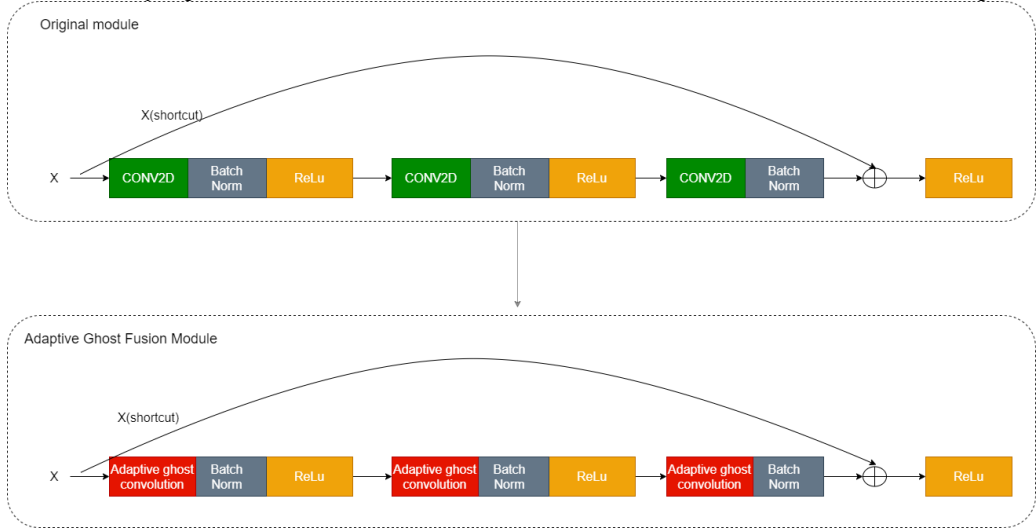 Original module
X(shortcut)
X
CONV2D
Batch
Norm
ReLu
CONV2D
Batch
Norm
ReLu
CONV2D
Batch
Norm
ReLu
Adaptive Ghost Fusion Module
X(shortcut)
X
Adaptive ghost
convolution
Batch
Norm
ReLu
Adaptive ghost
convolution
Batch
Norm
ReLu
Adaptive ghost
convolution
Batch
Norm
ReLu